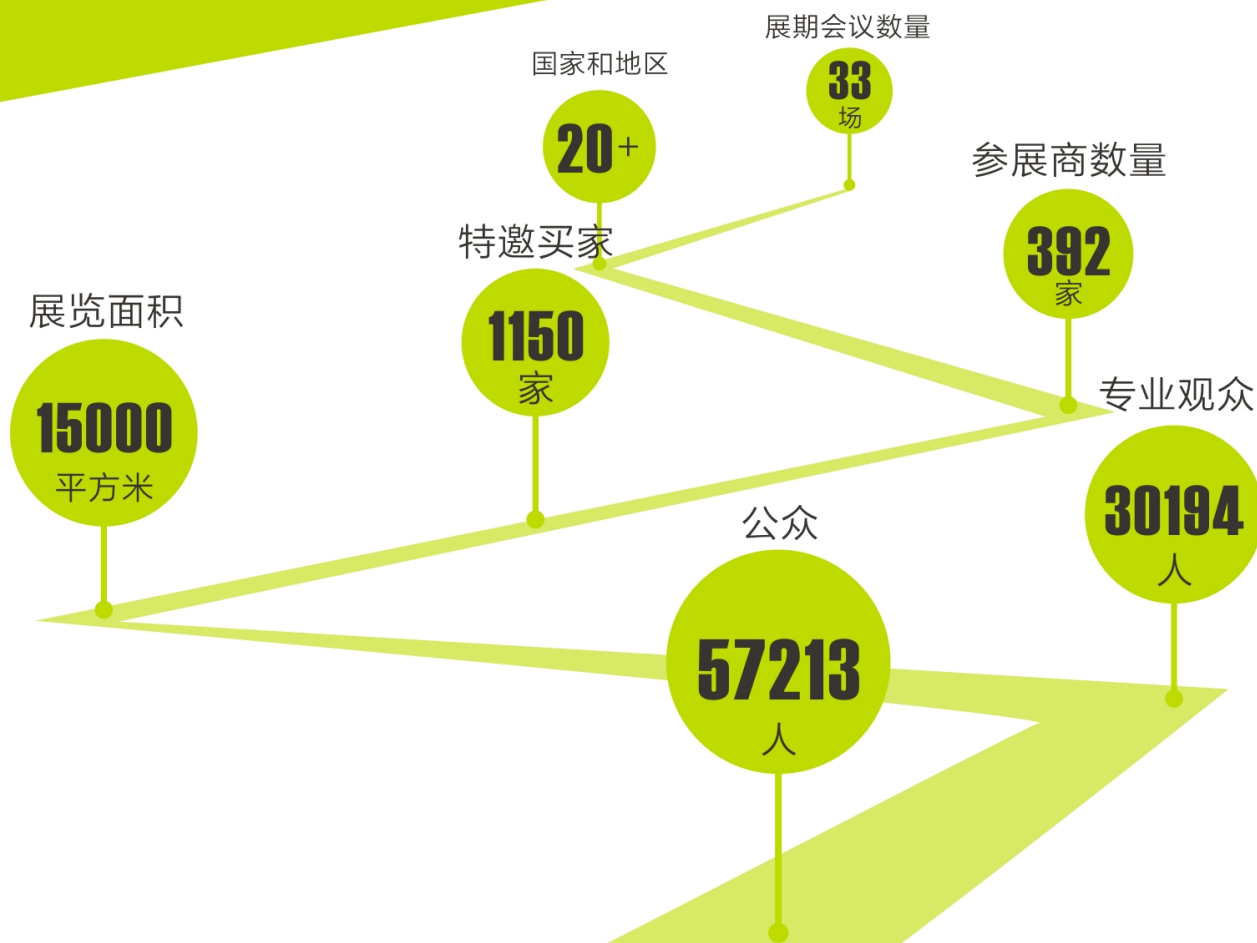 展期会议数量
33
场
国家和地区
20+
参展商数量
392
家
特邀买家
1150
家
展览面积
15000
平方米
专业观众
30194
人
公众
57213
人